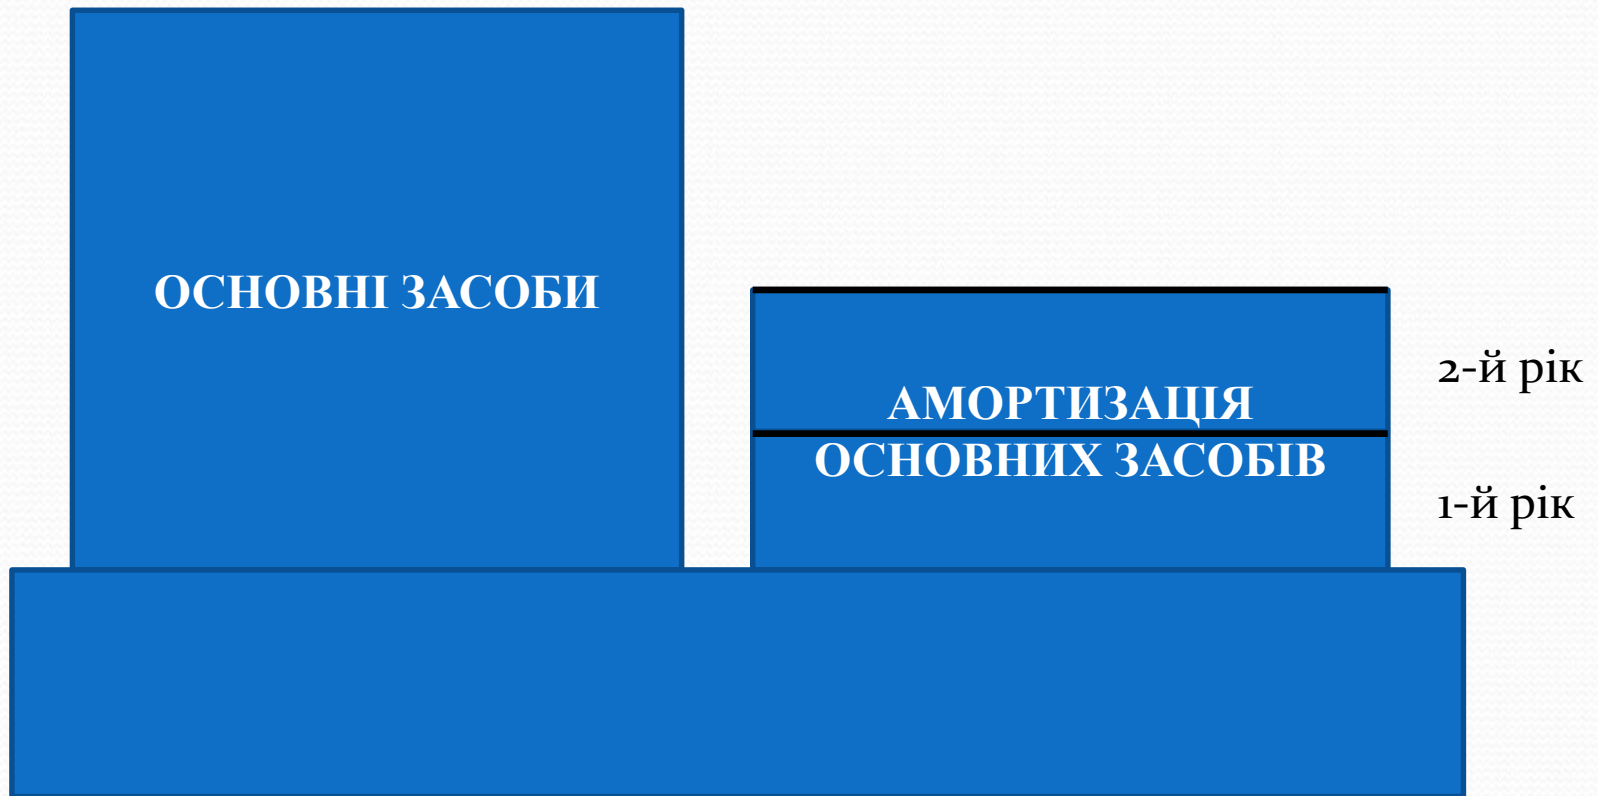 ОСНОВНІ ЗАСОБИ
АМОРТИЗАЦІЯ
ОСНОВНИХ ЗАСОБІВ
2-й рік
1-й рік